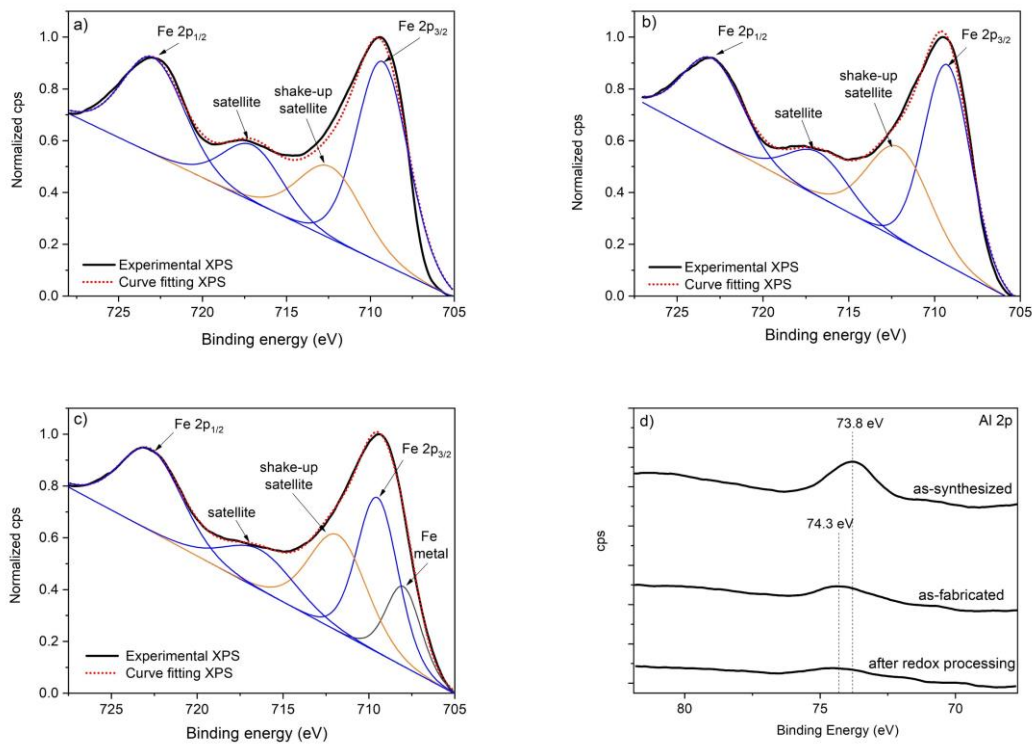 a)
Fe 2p1/2
Fe 2p3/2
satellite
shake-up
satellite
Normalized cps
1.0
0.8
0.6
0.4
0.2
0.0
Experimental XPS
Curve fitting XPS
725
720
715
710
705
Binding energy (eV)
b)
Fe 2p1/2
Fe 2p3/2
shake-up
satellite
satellite
Normalized cps
1.0
0.8
0.6
0.4
0.2
0.0
Experimental XPS
Curve fitting XPS
725
720
715
710
705
Binding energy (eV)
c)
Fe 2p1/2
Fe 2p3/2
shake-up
satellite
satellite
Fe
metal
Normalized cps
1.0
0.8
0.6
0.4
0.2
0.0
Experimental XPS
Curve fitting XPS
725
720
715
710
705
Binding energy (eV)
d)
73.8 eV
Al 2p
as-synthesized
74.3 eV
as-fabricated
after redox processing
cps
80
75
70
Binding Energy (eV)